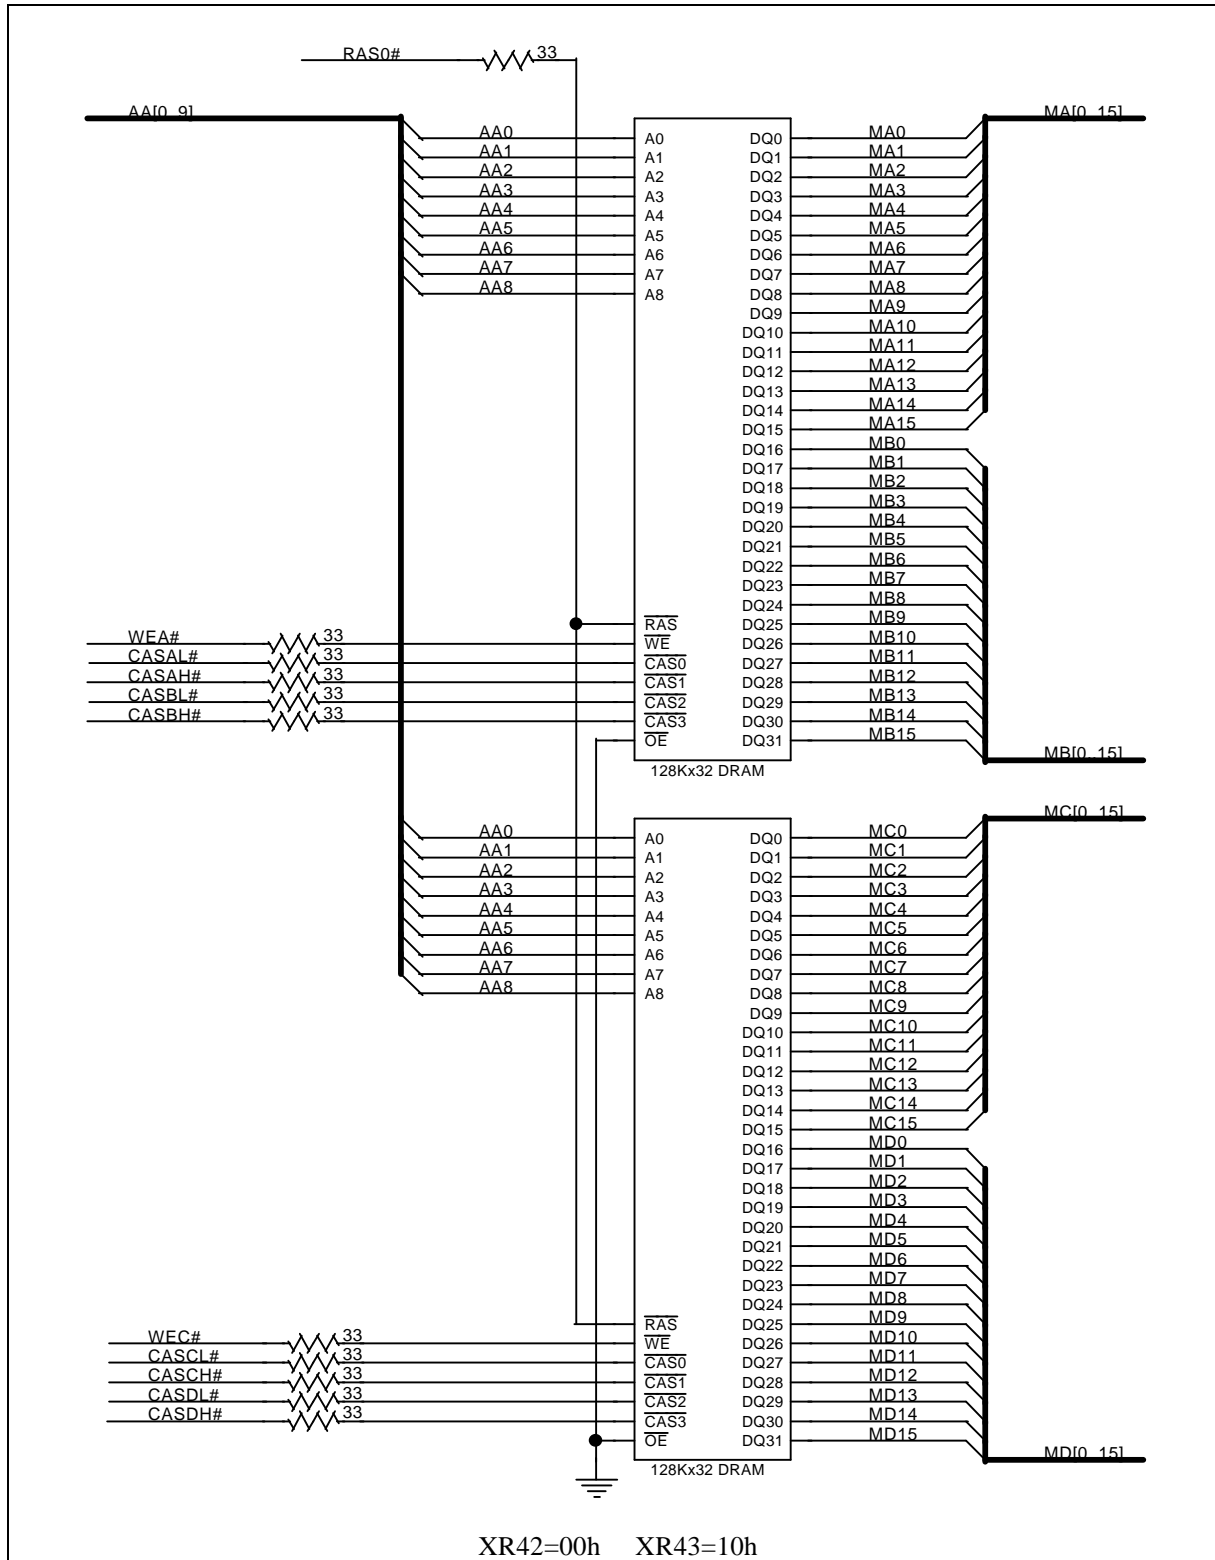 RAS0# 33
AA[0..9] MA[0..15]
AA0 A0 DQ0 MA0
AA1 A1 DQ1 MA1
AA2 A2 DQ2 MA2
AA3 A3 DQ3 MA3
AA4 A4 DQ4 MA4
AA5 A5 DQ5 MA5
AA6 A6 DQ6 MA6
AA7 A7 DQ7 MA7
AA8 A8 DQ8 MA8
DQ9 MA9
DQ10 MA10
DQ11 MA11
DQ12 MA12
DQ13 MA13
DQ14 MA14
DQ15 MA15
DQ16 MB0
DQ17 MB1
DQ18 MB2
DQ19 MB3
DQ20 MB4
DQ21 MB5
DQ22 MB6
DQ23 MB7
DQ24 MB8
RAS DQ25 MB9
WEA# 33 WE DQ26 MB10
CASAL# 33 CAS0 DQ27 MB11
CASAH# 33 CAS1 DQ28 MB12
CASBL# 33 CAS2 DQ29 MB13
CASBH# 33 CAS3 DQ30 MB14
OE DQ31 MB15
MB[0..15]
128Kx32 DRAM
MC[0..15]
AA0 A0 DQ0 MC0
AA1 A1 DQ1 MC1
AA2 A2 DQ2 MC2
AA3 A3 DQ3 MC3
AA4 A4 DQ4 MC4
AA5 A5 DQ5 MC5
AA6 A6 DQ6 MC6
AA7 A7 DQ7 MC7
AA8 A8 DQ8 MC8
DQ9 MC9
DQ10 MC10
DQ11 MC11
DQ12 MC12
DQ13 MC13
DQ14 MC14
DQ15 MC15
DQ16 MD0
DQ17 MD1
DQ18 MD2
DQ19 MD3
DQ20 MD4
DQ21 MD5
DQ22 MD6
DQ23 MD7
DQ24 MD8
RAS DQ25 MD9
WEC# 33 WE DQ26 MD10
CASCL# 33 CAS0 DQ27 MD11
CASCH# 33 CAS1 DQ28 MD12
CASDL# 33 CAS2 DQ29 MD13
CASDH# 33 CAS3 DQ30 MD14
OE DQ31 MD15
MD[0..15]
128Kx32 DRAM
XR42=00h XR43=10h